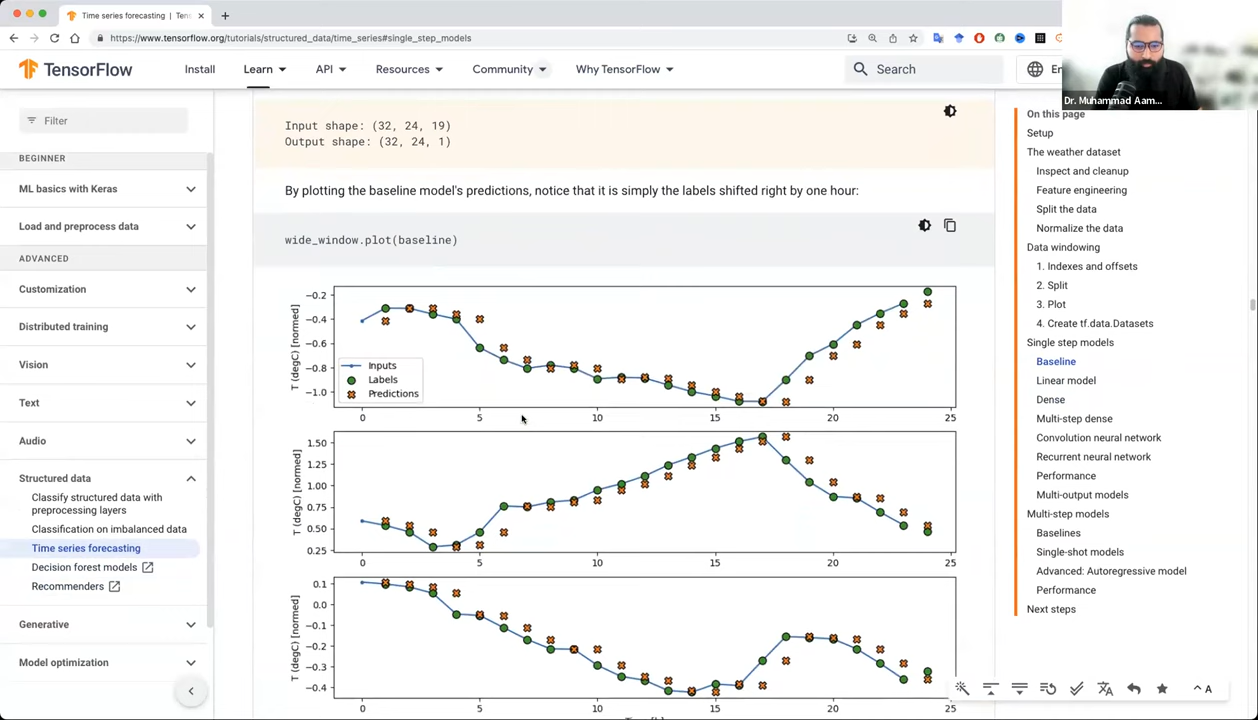 Time series forecasting | Tens
https://www.tensorflow.org/tutorials/structured_data/time_series#single_step_models
TensorFlow
Install
Learn
API
Resources
Community
Why TensorFlow
Search
En
Dr. Muhammad Aam...
Filter
BEGINNER
ML basics with Keras
Load and preprocess data
ADVANCED
Customization
Distributed training
Vision
Text
Audio
Structured data
Classify structured data with
preprocessing layers
Classification on imbalanced data
Time series forecasting
Decision forest models
Recommenders
Generative
Model optimization
Input shape: (32, 24, 19)
Output shape: (32, 24, 1)
By plotting the baseline model's predictions, notice that it is simply the labels shifted right by one hour:
wide_window.plot(baseline)
T (degC) [normed]
−0.2
−0.4
−0.6
−0.8
−1.0
Inputs
Labels
Predictions
0 5 10 15 20 25
T (degC) [normed]
1.50
1.25
1.00
0.75
0.50
0.25
0 5 10 15 20 25
T (degC) [normed]
0.1
0.0
−0.1
−0.2
−0.3
−0.4
0 5 10 15 20 25
On this page
Setup
The weather dataset
Inspect and cleanup
Feature engineering
Split the data
Normalize the data
Data windowing
1. Indexes and offsets
2. Split
3. Plot
4. Create tf.data.Datasets
Single step models
Baseline
Linear model
Dense
Multi-step dense
Convolution neural network
Recurrent neural network
Performance
Multi-output models
Multi-step models
Baselines
Single-shot models
Advanced: Autoregressive model
Performance
Next steps
A